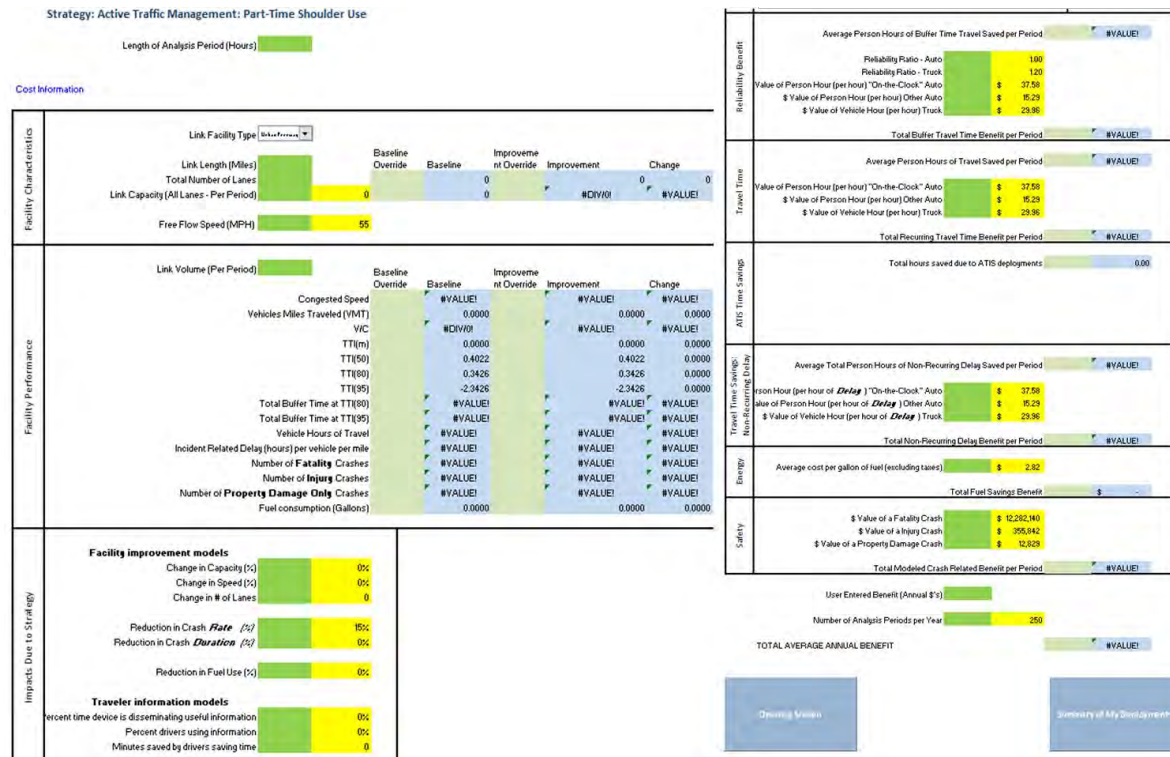 Strategy: Active Traffic Management: Part-Time Shoulder Use
Length of Analysis Period (Hours)
Cost Information
Facility Characteristics
Link Facility Type
Baseline Override Baseline Improveme nt Override Improvement Change
Link Length (Miles)
Total Number of Lanes 0 0 0
Link Capacity (All Lanes - Per Period) 0 0 #DIV/0! #VALUE!
Free Flow Speed (MPH) 55
Facility Performance
Link Volume (Per Period)
Baseline Override Baseline Improveme nt Override Improvement Change
Congested Speed #VALUE! #VALUE! #VALUE!
Vehicles Miles Traveled (VMT) 0.0000 0.0000 0.0000
V/C #DIV/0! #VALUE! #VALUE!
TTI(m) 0.0000 0.0000 0.0000
TTI(50) 0.4022 0.4022 0.0000
TTI(80) 0.3426 0.3426 0.0000
TTI(95) -2.3426 -2.3426 0.0000
Total Buffer Time at TTI(80) #VALUE! #VALUE! #VALUE!
Total Buffer Time at TTI(95) #VALUE! #VALUE! #VALUE!
Vehicle Hours of Travel #VALUE! #VALUE! #VALUE!
Incident Related Delay (hours) per vehicle per mile #VALUE! #VALUE! #VALUE!
Number of Fatality Crashes #VALUE! #VALUE! #VALUE!
Number of Injury Crashes #VALUE! #VALUE! #VALUE!
Number of Property Damage Only Crashes #VALUE! #VALUE! #VALUE!
Fuel consumption (Gallons) 0.0000 0.0000 0.0000
Impacts Due to Strategy
Facility improvement models
Change in Capacity (%) 0%
Change in Speed (%) 0%
Change in # of Lanes 0
Reduction in Crash Rate (%) 15%
Reduction in Crash Duration (%) 0%
Reduction in Fuel Use (%) 0%
Traveler information models
ercent time device is disseminating useful information 0%
Percent drivers using information 0%
Minutes saved by drivers saving time 0
Reliability Benefit
Average Person Hours of Buffer Time Travel Saved per Period #VALUE!
Reliability Ratio - Auto 1.00
Reliability Ratio - Truck 1.20
Value of Person Hour (per hour) "On-the-Clock" Auto $ 37.58
$ Value of Person Hour (per hour) Other Auto $ 15.29
$ Value of Vehicle Hour (per hour) Truck $ 29.96
Total Buffer Travel Time Benefit per Period #VALUE!
Travel Time
Average Person Hours of Travel Saved per Period #VALUE!
Value of Person Hour (per hour) "On-the-Clock" Auto $ 37.58
$ Value of Person Hour (per hour) Other Auto $ 15.29
$ Value of Vehicle Hour (per hour) Truck $ 29.96
Total Recurring Travel Time Benefit per Period #VALUE!
ATIS Time Savings
Total hours saved due to ATIS deployments 0.00
Travel Time Savings: Non-Recurring Delay
Average Total Person Hours of Non-Recurring Delay Saved per Period #VALUE!
rson Hour (per hour of Delay ) "On-the-Clock" Auto $ 37.58
alue of Person Hour (per hour of Delay ) Other Auto $ 15.29
$ Value of Vehicle Hour (per hour of Delay ) Truck $ 29.96
Total Non-Recurring Delay Benefit per Period #VALUE!
Energy
Average cost per gallon of fuel (excluding taxes) $ 2.82
Total Fuel Savings Benefit $ -
Safety
$ Value of a Fatality Crash $ 12,282,140
$ Value of a Injury Crash $ 355,842
$ Value of a Property Damage Crash $ 12,829
Total Modeled Crash Related Benefit per Period #VALUE!
User Entered Benefit (Annual $'s)
Number of Analysis Periods per Year 250
TOTAL AVERAGE ANNUAL BENEFIT #VALUE!
Summary of My Deployment